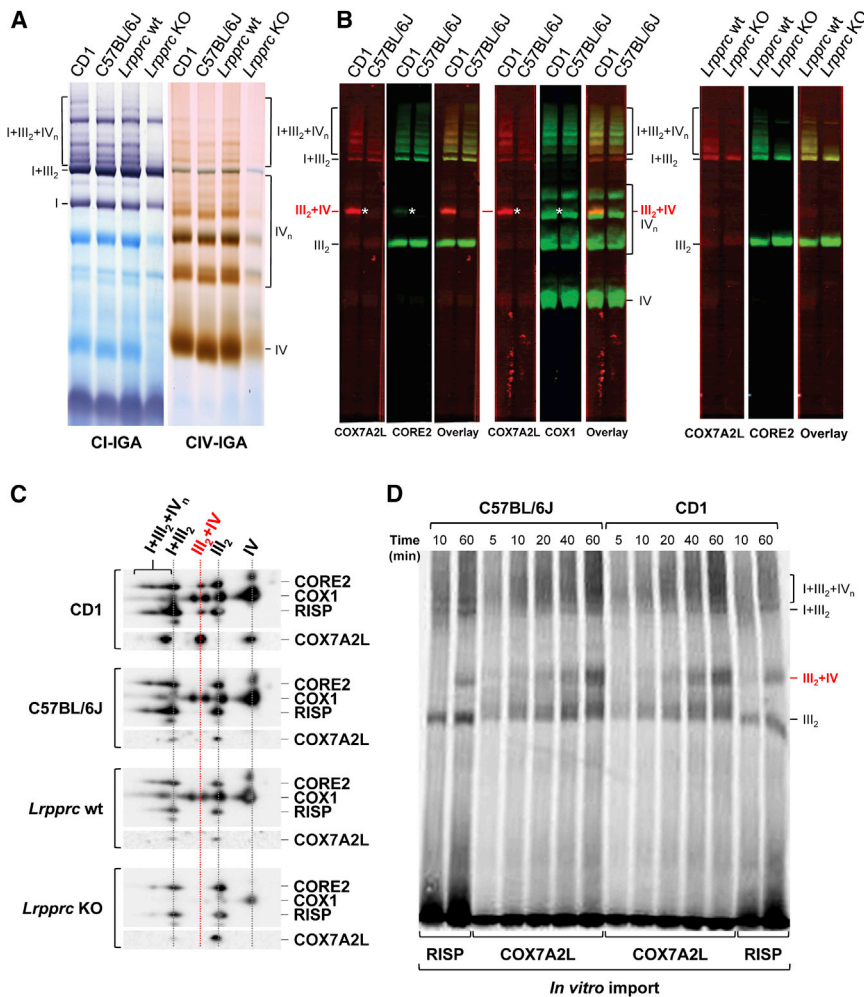 A
CD1
C57BL/6J
Lrpprc wt
Lrpprc KO
CD1
C57BL/6J
Lrpprc wt
Lrpprc KO
I+III2+IVn
I+III2
I
IVn
IV
CI-IGA
CIV-IGA
B
CD1
C57BL/6J
CD1
C57BL/6J
CD1
C57BL/6J
CD1
C57BL/6J
CD1
C57BL/6J
CD1
C57BL/6J
Lrpprc wt
Lrpprc KO
Lrpprc wt
Lrpprc KO
Lrpprc wt
Lrpprc KO
I+III2+IVn
I+III2
III2+IV
III2
* * * *
III2+IV
IVn
IV
I+III2+IVn
I+III2
III2
COX7A2L
CORE2
Overlay
COX7A2L
COX1
Overlay
COX7A2L
CORE2
Overlay
C
I+III2+IVn
I+III2
III2+IV
III2
IV
CD1
CORE2
COX1
RISP
COX7A2L
C57BL/6J
CORE2
COX1
RISP
COX7A2L
Lrpprc wt
CORE2
COX1
RISP
COX7A2L
Lrpprc KO
CORE2
COX1
RISP
COX7A2L
D
C57BL/6J
CD1
Time (min)
10 60 5 10 20 40 60 5 10 20 40 60 10 60
I+III2+IVn
I+III2
III2+IV
III2
RISP
COX7A2L
COX7A2L
RISP
In vitro import